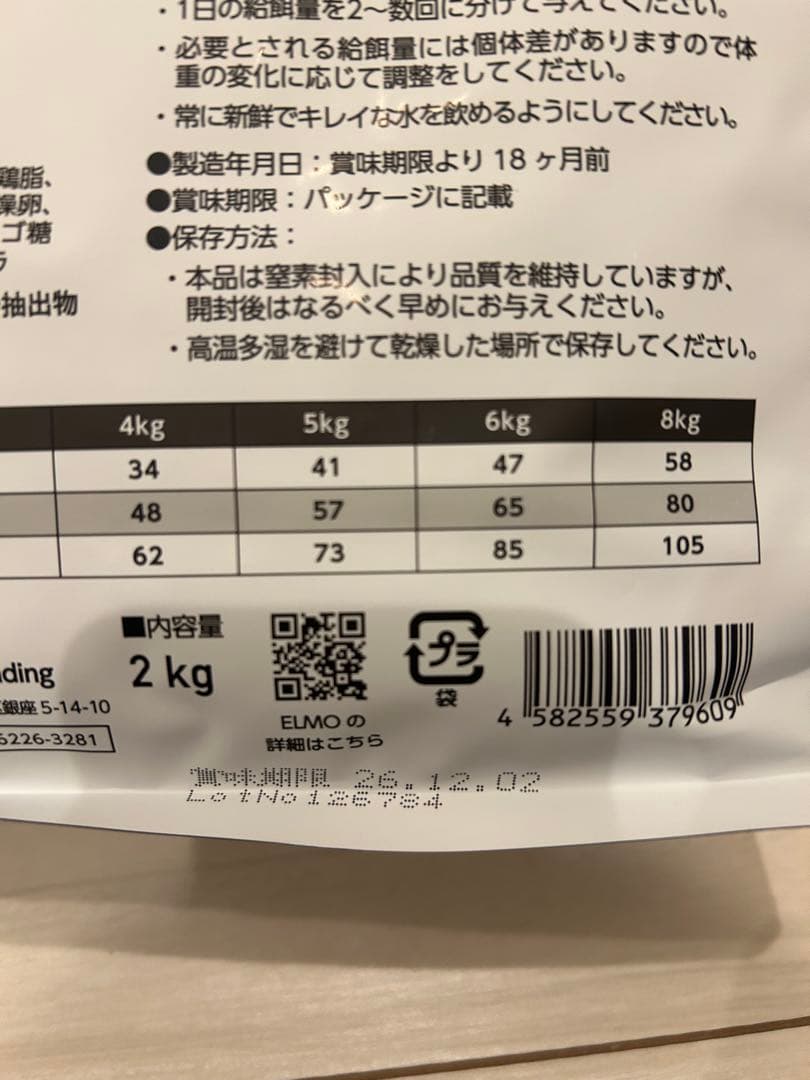 ・1日の給餌量を2〜数回に分けて与えてください。
・必要とされる給餌量には個体差がありますので体
重の変化に応じて調整をしてください。
・常に新鮮でキレイな水を飲めるようにしてください。
●製造年月日：賞味期限より 18 ヶ月前
●賞味期限：パッケージに記載
●保存方法：
・本品は窒素封入により品質を維持していますが、
開封後はなるべく早めにお与えください。
・高温多湿を避けて乾燥した場所で保存してください。
鶏脂、
燥卵、
ゴ糖
抽出物
4kg 5kg 6kg 8kg
34 41 47 58
48 57 65 80
62 73 85 105
ding
銀座 5-14-10
6226-3281
■内容量
2 kg
ELMO の
詳細はこちら
プラ
袋
4 582559 379609
賞味期限 26.12.02
LotNo 126784